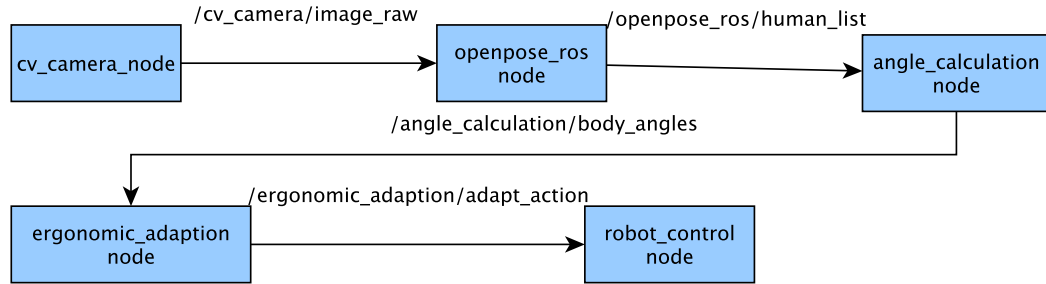 /cv_camera/image_raw
/openpose_ros/human_list
cv_camera_node
openpose_ros
node
angle_calculation
node
/angle_calculation/body_angles
/ergonomic_adaption/adapt_action
ergonomic_adaption
node
robot_control
node